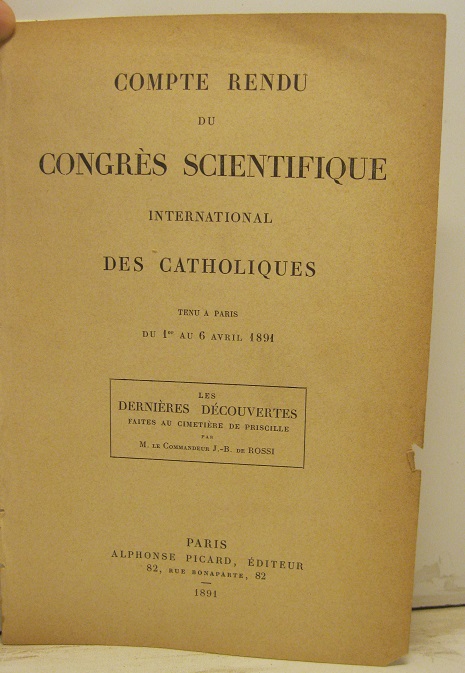 COMPTE RENDU
DU
CONGRÈS SCIENTIFIQUE
INTERNATIONAL
DES CATHOLIQUES
TENU A PARIS
DU 1er AU 6 AVRIL 1891
LES
DERNIÈRES DÉCOUVERTES
FAITES AU CIMETIÈRE DE PRISCILLE
PAR
M. LE COMMANDEUR J.-B. DE ROSSI
PARIS
ALPHONSE PICARD, ÉDITEUR
82, RUE BONAPARTE, 82
1891